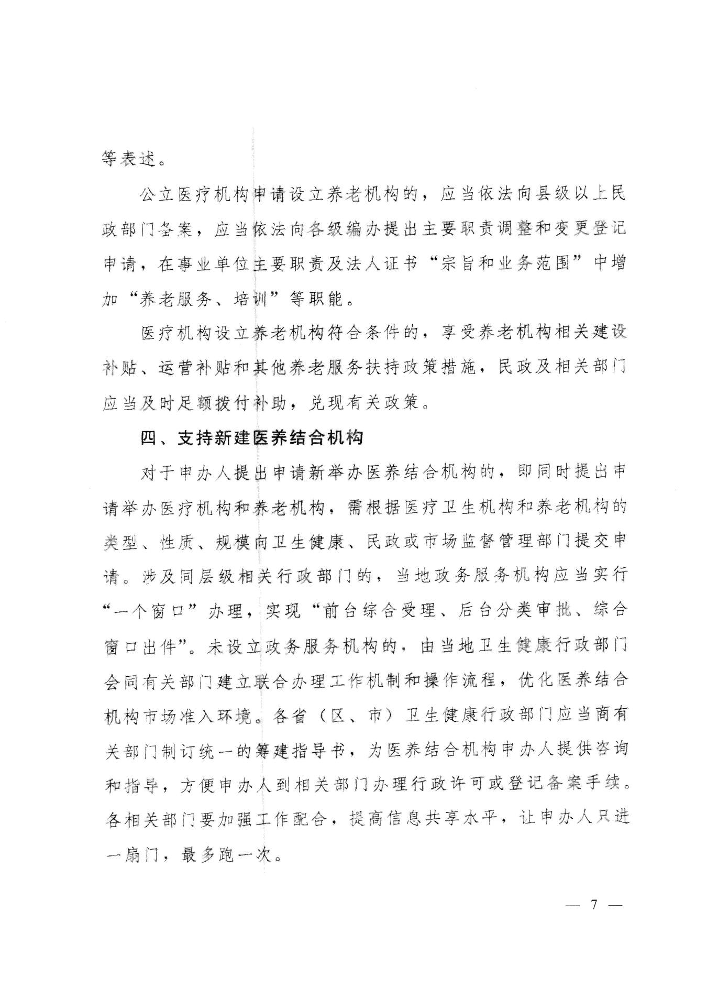 等表述。
公立医疗机构申请设立养老机构的，应当依法向县级以上民
政部门备案，应当依法向各级编办提出主要职责调整和变更登记
申请，在事业单位主要职责及法人证书“宗旨和业务范围”中增
加“养老服务、培训”等职能。
医疗机构设立养老机构符合条件的，享受养老机构相关建设
补贴、运营补贴和其他养老服务扶持政策措施，民政及相关部门
应当及时足额拨付补助，兑现有关政策。
四、支持新建医养结合机构
对于申办人提出申请新举办医养结合机构的，即同时提出申
请举办医疗机构和养老机构，需根据医疗卫生机构和养老机构的
类型、性质、规模向卫生健康、民政或市场监督管理部门提交申
请。涉及同层级相关行政部门的，当地政务服务机构应当实行
“一个窗口”办理，实现“前台综合受理、后台分类审批、综合
窗口出件”。未设立政务服务机构的，由当地卫生健康行政部门
会同有关部门建立联合办理工作机制和操作流程，优化医养结合
机构市场准入环境。各省（区、市）卫生健康行政部门应当商有
关部门制订统一的筹建指导书，为医养结合机构申办人提供咨询
和指导，方便申办人到相关部门办理行政许可或登记备案手续。
各相关部门要加强工作配合，提高信息共享水平，让申办人只进
一扇门，最多跑一次。
— 7 —